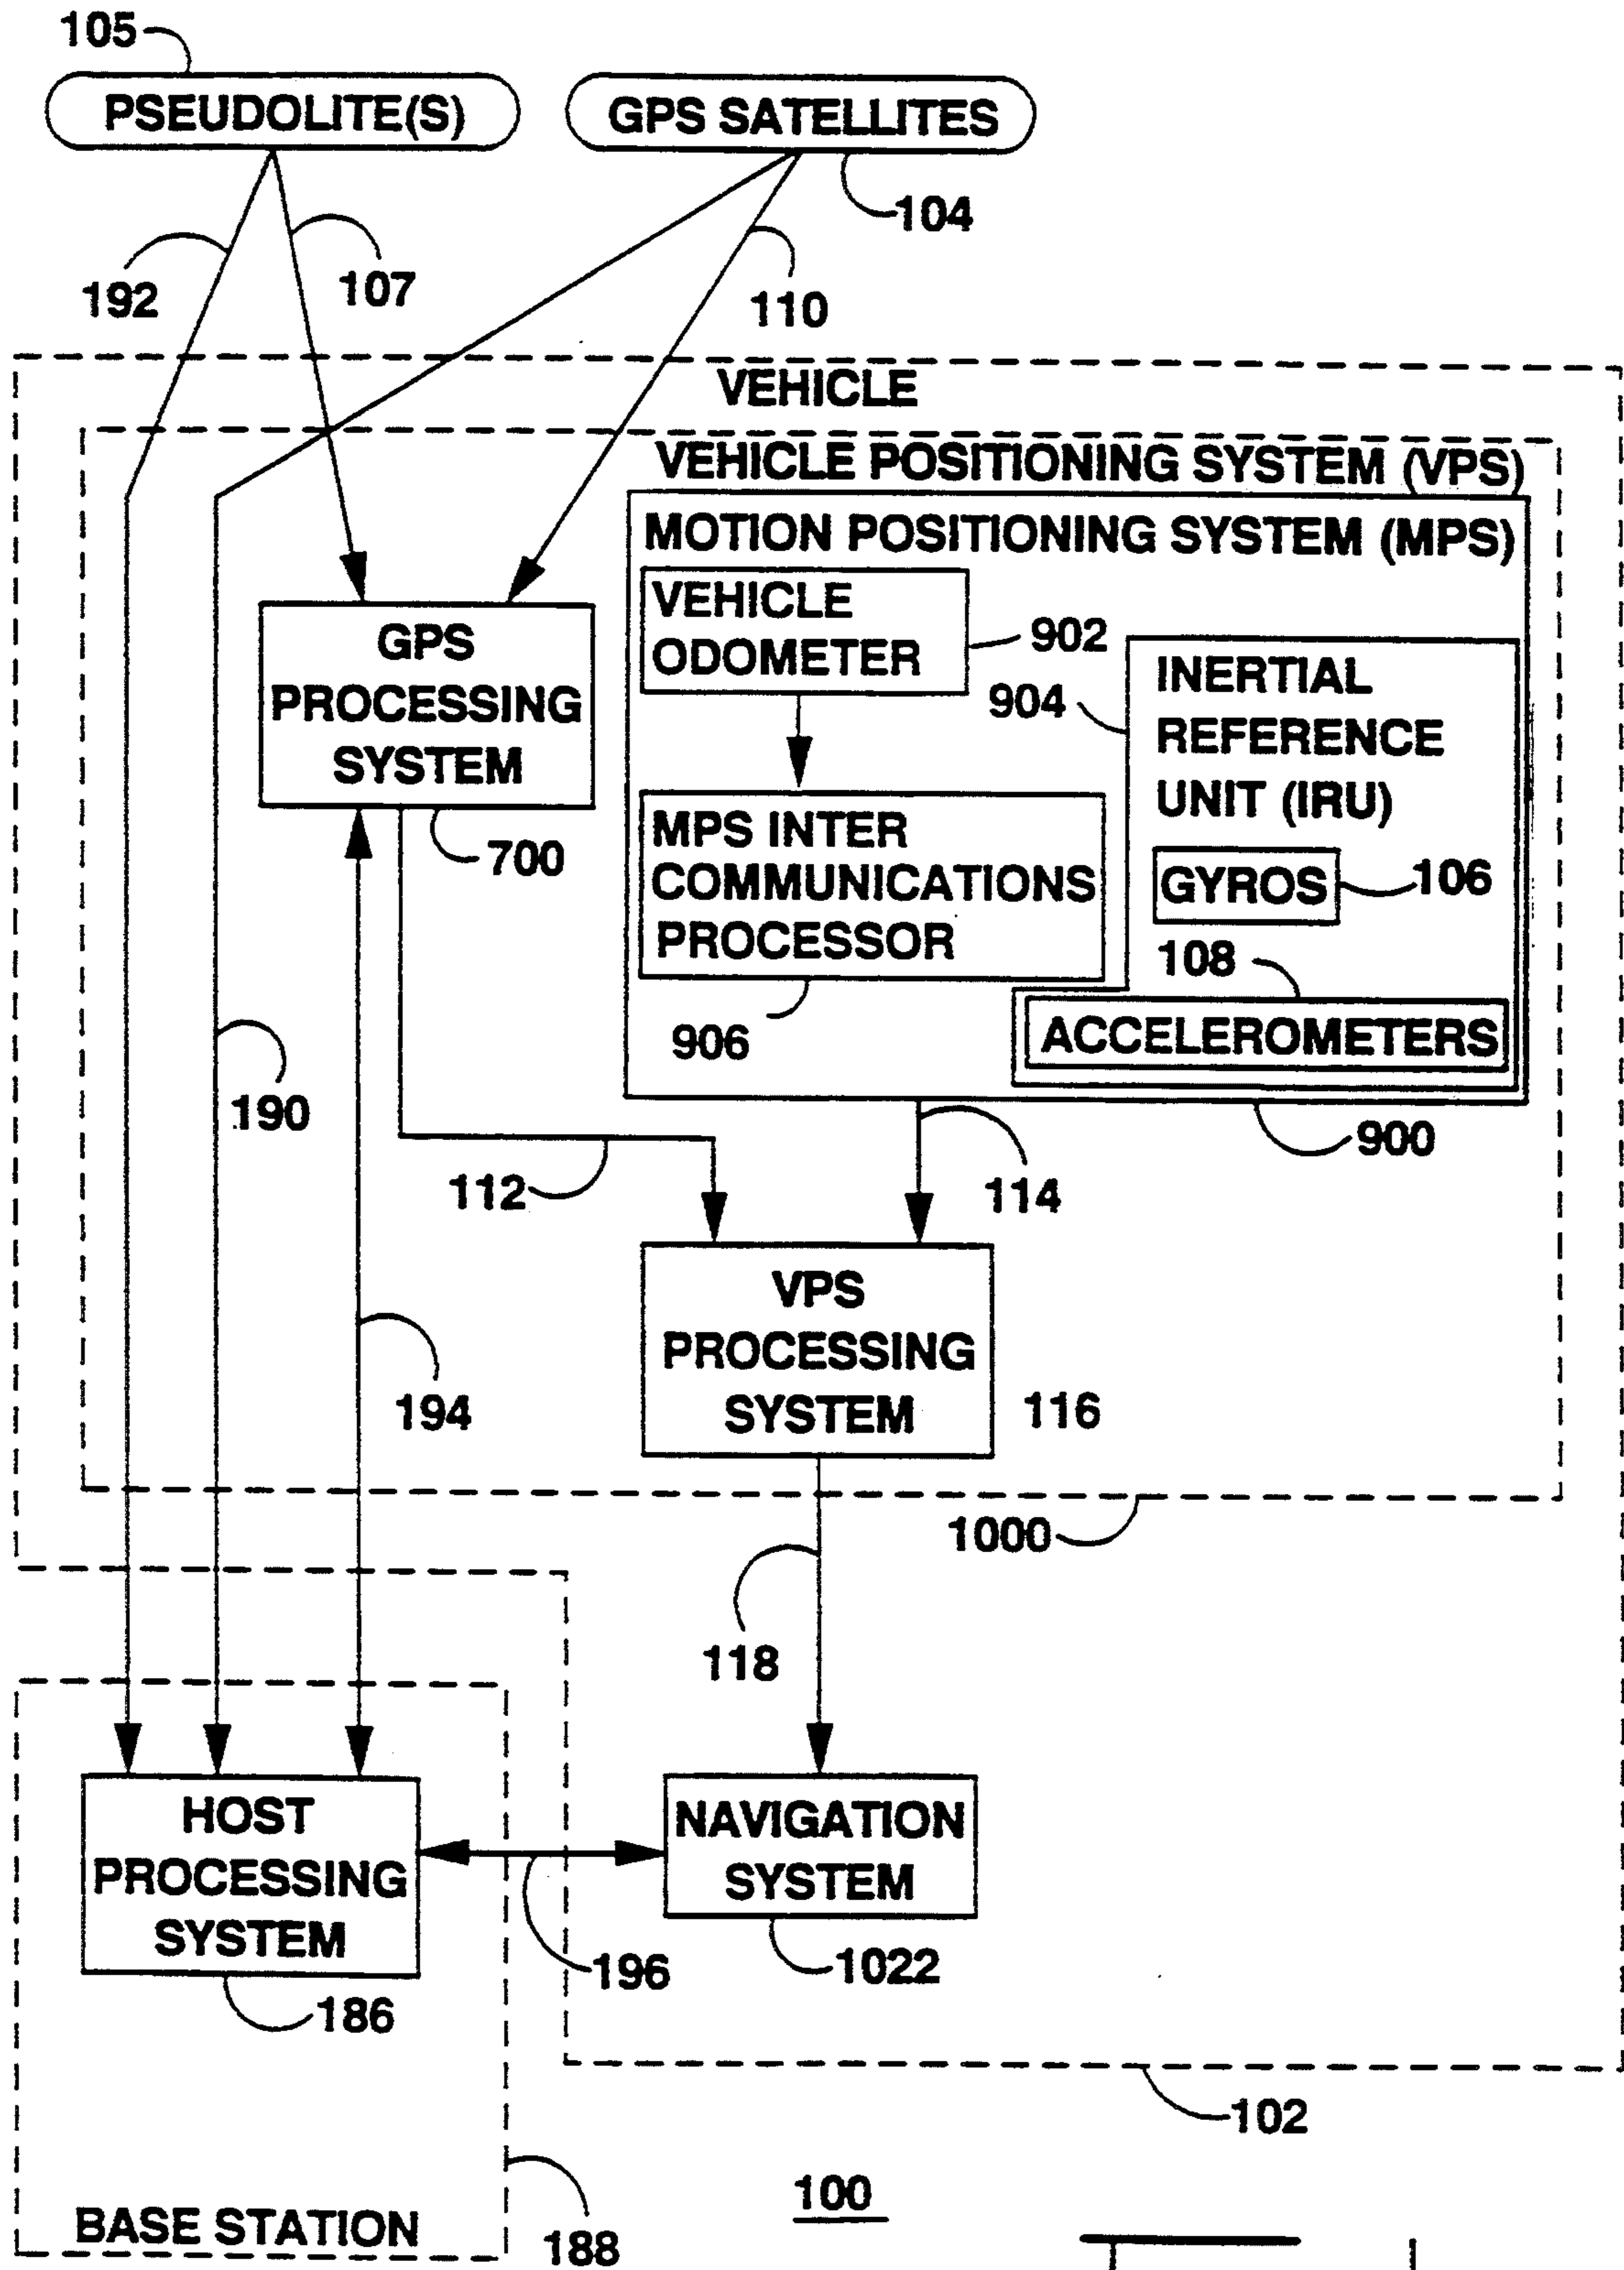 105
PSEUDOLITE(S)
GPS SATELLITES
104
192
107
110
VEHICLE
VEHICLE POSITIONING SYSTEM (VPS)
MOTION POSITIONING SYSTEM (MPS)
VEHICLE
ODOMETER
902
904
GPS
PROCESSING
SYSTEM
700
INERTIAL
REFERENCE
UNIT (IRU)
MPS INTER
COMMUNICATIONS
PROCESSOR
906
GYROS
106
108
ACCELEROMETERS
900
190
112
114
VPS
PROCESSING
SYSTEM
116
194
1000
118
HOST
PROCESSING
SYSTEM
186
NAVIGATION
SYSTEM
1022
196
102
100
BASE STATION
188